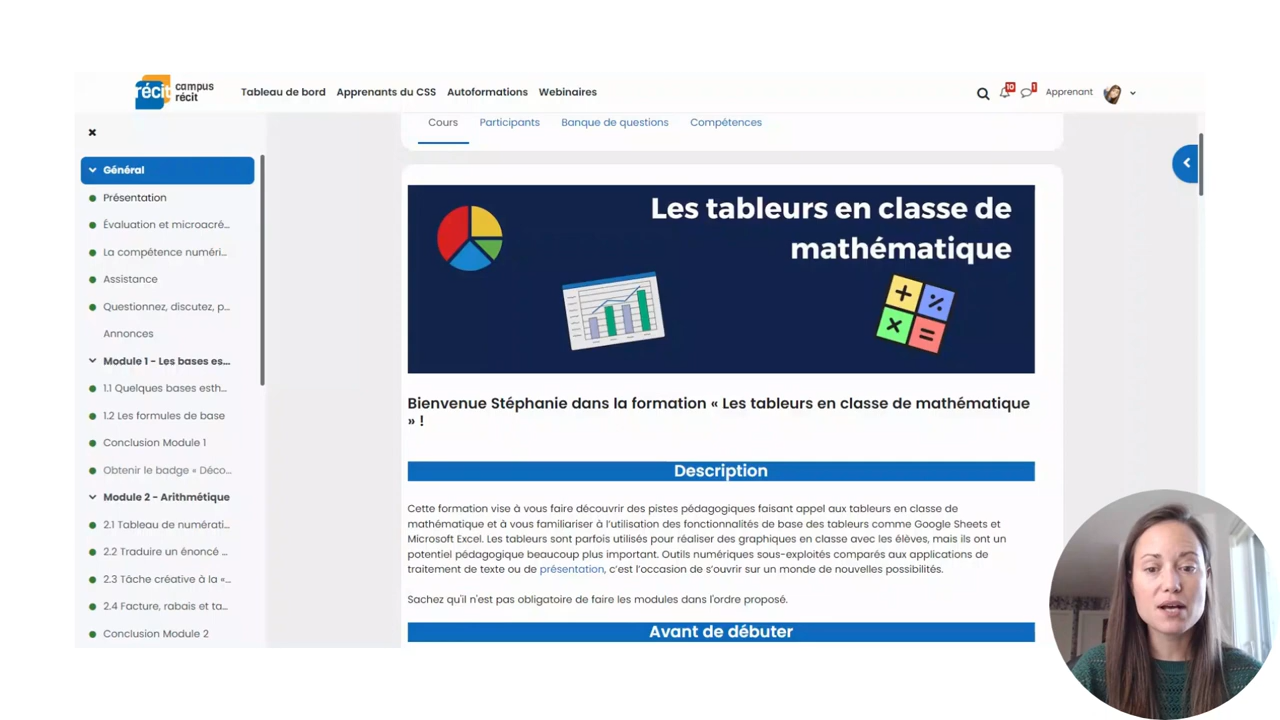 récit campus
récit
Tableau de bord Apprenants du CSS Autoformations Webinaires
10 1 Apprenant
Cours Participants Banque de questions Compétences
Général
Présentation
Évaluation et microacré...
La compétence numéri...
Assistance
Questionnez, discutez, p...
Annonces
Module 1 - Les bases es...
1.1 Quelques bases esth...
1.2 Les formules de base
Conclusion Module 1
Obtenir le badge « Déco...
Module 2 - Arithmétique
2.1 Tableau de numérati...
2.2 Traduire un énoncé ...
2.3 Tâche créative à la «...
2.4 Facture, rabais et ta...
Conclusion Module 2
Les tableurs en classe de
mathématique
Bienvenue Stéphanie dans la formation « Les tableurs en classe de mathématique
» !
Description
Cette formation vise à vous faire découvrir des pistes pédagogiques faisant appel aux tableurs en classe de
mathématique et à vous familiariser à l'utilisation des fonctionnalités de base des tableurs comme Google Sheets et
Microsoft Excel. Les tableurs sont parfois utilisés pour réaliser des graphiques en classe avec les élèves, mais ils ont un
potentiel pédagogique beaucoup plus important. Outils numériques sous-exploités comparés aux applications de
traitement de texte ou de présentation, c'est l'occasion de s'ouvrir sur un monde de nouvelles possibilités.
Sachez qu'il n'est pas obligatoire de faire les modules dans l'ordre proposé.
Avant de débuter